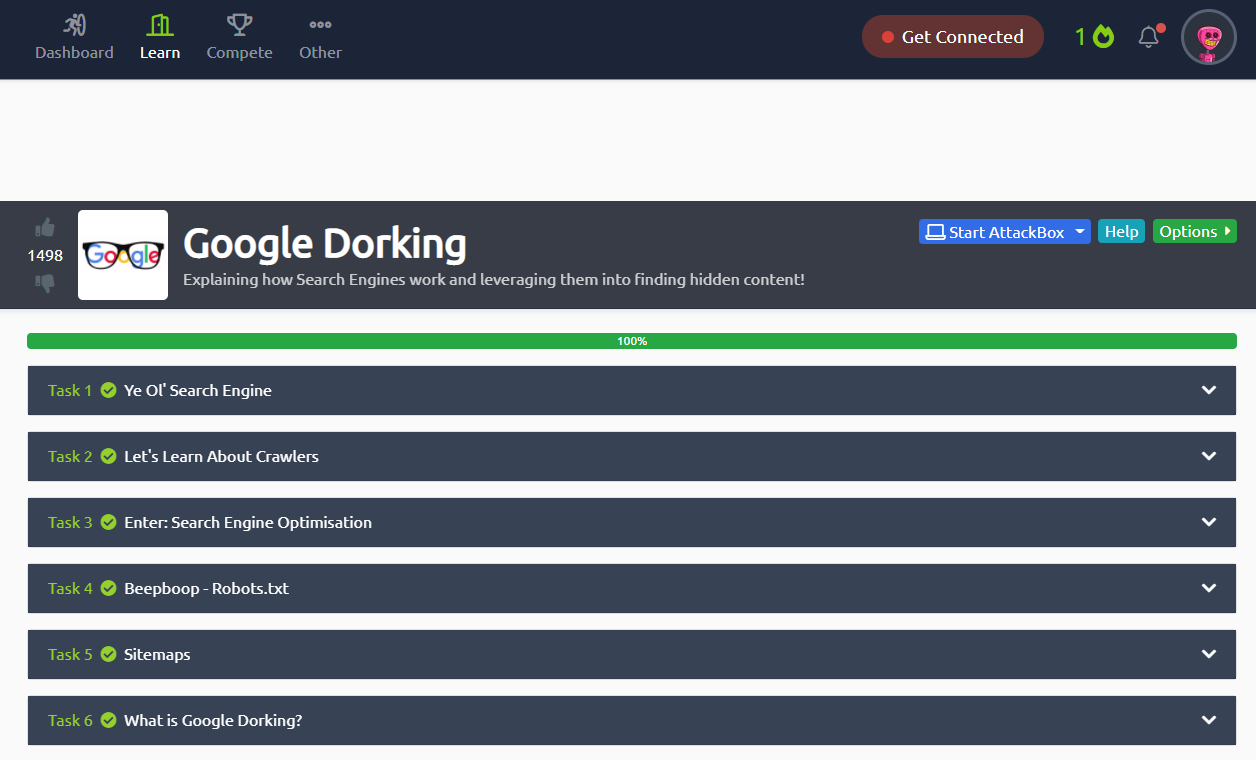 Dashboard Learn Compete Other
Get Connected
1
1498
Google
Google Dorking
Explaining how Search Engines work and leveraging them into finding hidden content!
Start AttackBox Help Options
100%
Task 1 Ye Ol' Search Engine
Task 2 Let's Learn About Crawlers
Task 3 Enter: Search Engine Optimisation
Task 4 Beepboop - Robots.txt
Task 5 Sitemaps
Task 6 What is Google Dorking?